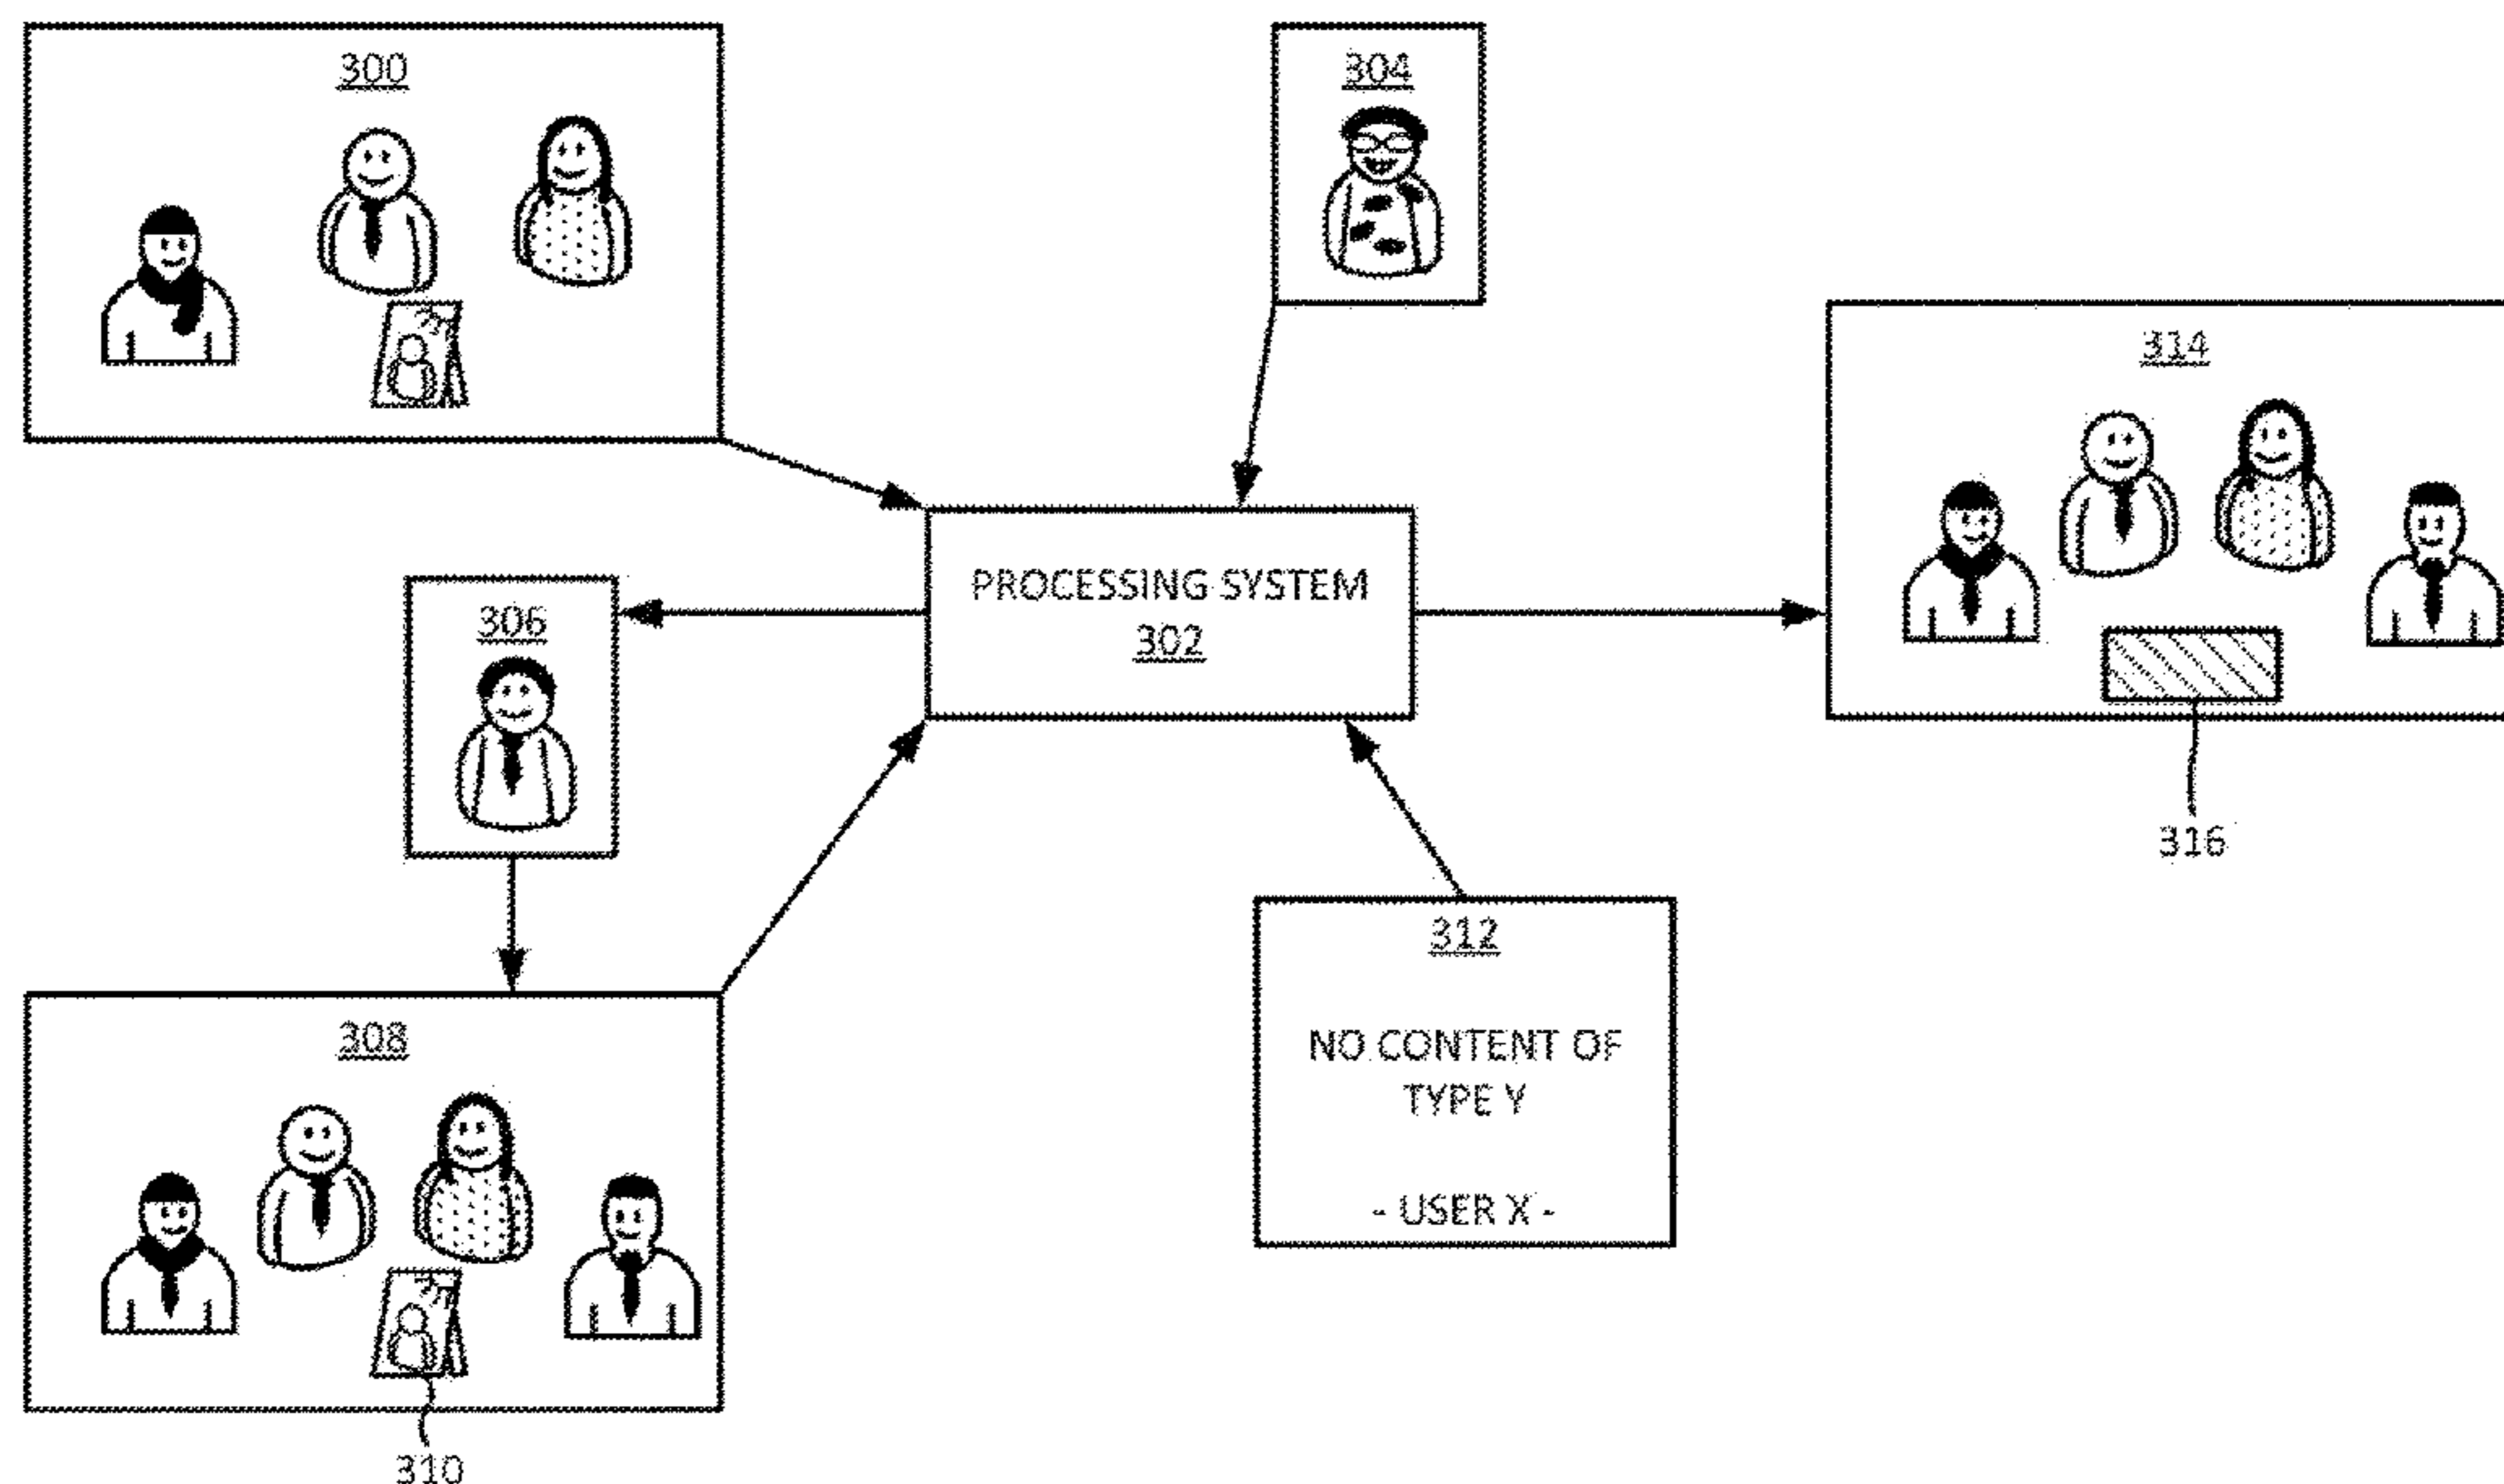 300
304
314
PROCESSING SYSTEM
302
306
316
312
NO CONTENT OF
TYPE Y
- USER X -
308
310